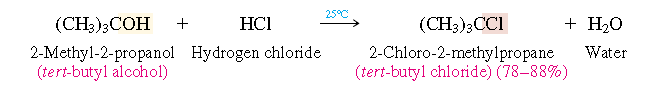 25°C
(CH₃)₃COH + HCl ⟶ (CH₃)₃CCl + H₂O
2-Methyl-2-propanol Hydrogen chloride 2-Chloro-2-methylpropane Water
(tert-butyl alcohol) (tert-butyl chloride) (78–88%)